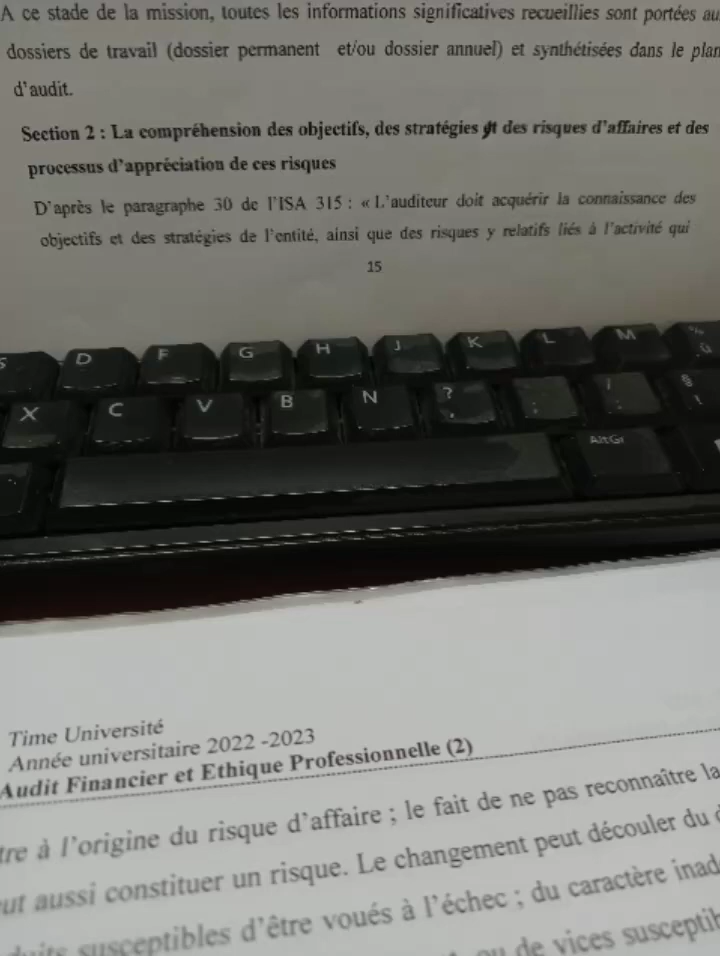 A ce stade de la mission, toutes les informations significatives recueillies sont portées au
dossiers de travail (dossier permanent et/ou dossier annuel) et synthétisées dans le plan
d'audit.
Section 2 : La compréhension des objectifs, des stratégies et des risques d'affaires et des
processus d'appréciation de ces risques
D'après le paragraphe 30 de l'ISA 315 : « L'auditeur doit acquérir la connaissance des
objectifs et des stratégies de l'entité, ainsi que des risques y relatifs liés à l'activité qui
15
S D F G H J K L M % ù
X C V B N ? , . ; / : § !
AltGr
Time Université
Année universitaire 2022 -2023
Audit Financier et Ethique Professionnelle (2)
tre à l'origine du risque d'affaire ; le fait de ne pas reconnaître la
ut aussi constituer un risque. Le changement peut découler du d
duits susceptibles d'être voués à l'échec ; du caractère inad
ou de vices susceptib